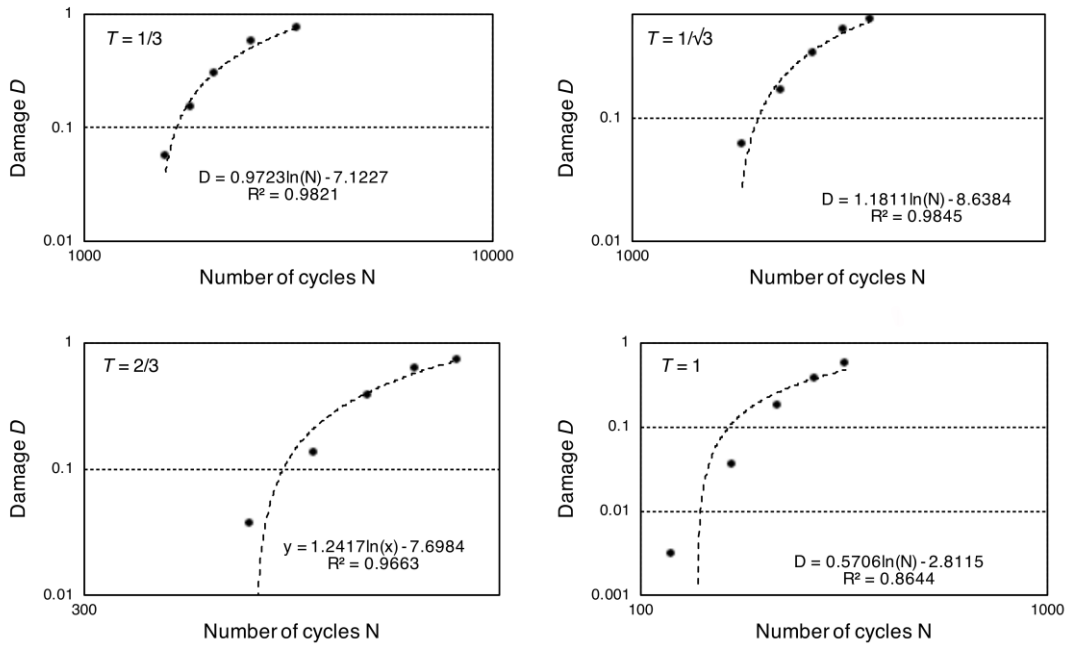 T = 1/3
1
0.1
0.01
Damage D
D = 0.9723ln(N) - 7.1227
R² = 0.9821
1000
10000
Number of cycles N
T = 1/√3
0.1
0.01
Damage D
D = 1.1811ln(N) - 8.6384
R² = 0.9845
1000
Number of cycles N
T = 2/3
1
0.1
0.01
Damage D
y = 1.2417ln(x) - 7.6984
R² = 0.9663
300
Number of cycles N
T = 1
1
0.1
0.01
0.001
Damage D
D = 0.5706ln(N) - 2.8115
R² = 0.8644
100
1000
Number of cycles N